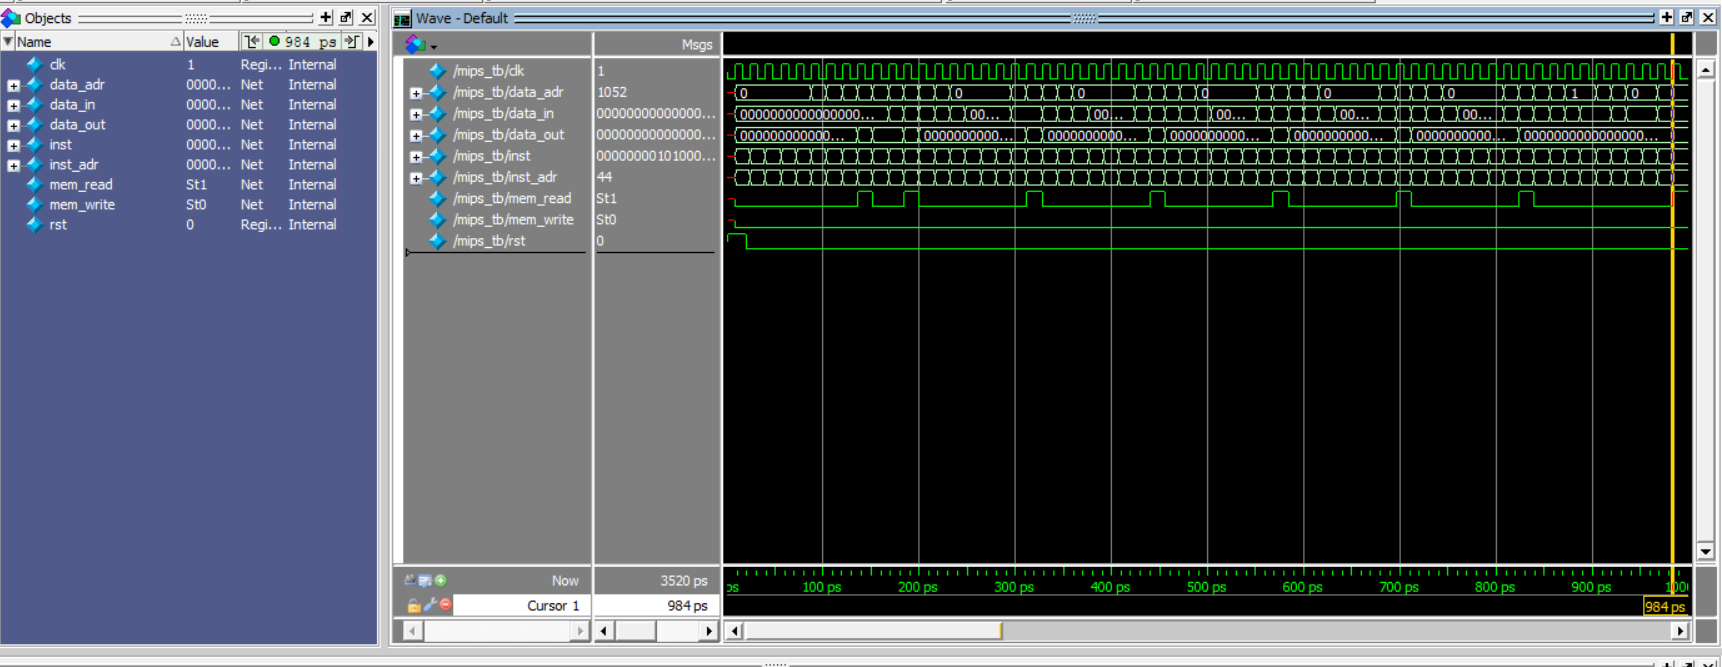 Objects
Name Value 984 ps
clk 1 Regi... Internal
data_adr 0000... Net Internal
data_in 0000... Net Internal
data_out 0000... Net Internal
inst 0000... Net Internal
inst_adr 0000... Net Internal
mem_read St1 Net Internal
mem_write St0 Net Internal
rst 0 Regi... Internal
Wave - Default
Msgs
/mips_tb/clk 1
/mips_tb/data_adr 1052 0 0 0 0 0 0 1 0
/mips_tb/data_in 00000000000000... 0000000000000000... 00... 00... 00... 00... 00...
/mips_tb/data_out 00000000000000... 000000000000... 0000000000... 0000000000... 0000000000... 0000000000... 0000000000... 0000000000000000...
/mips_tb/inst 00000000101000...
/mips_tb/inst_adr 44
/mips_tb/mem_read St1
/mips_tb/mem_write St0
/mips_tb/rst 0
Now 3520 ps ps 100 ps 200 ps 300 ps 400 ps 500 ps 600 ps 700 ps 800 ps 900 ps 1000
Cursor 1 984 ps 984 ps